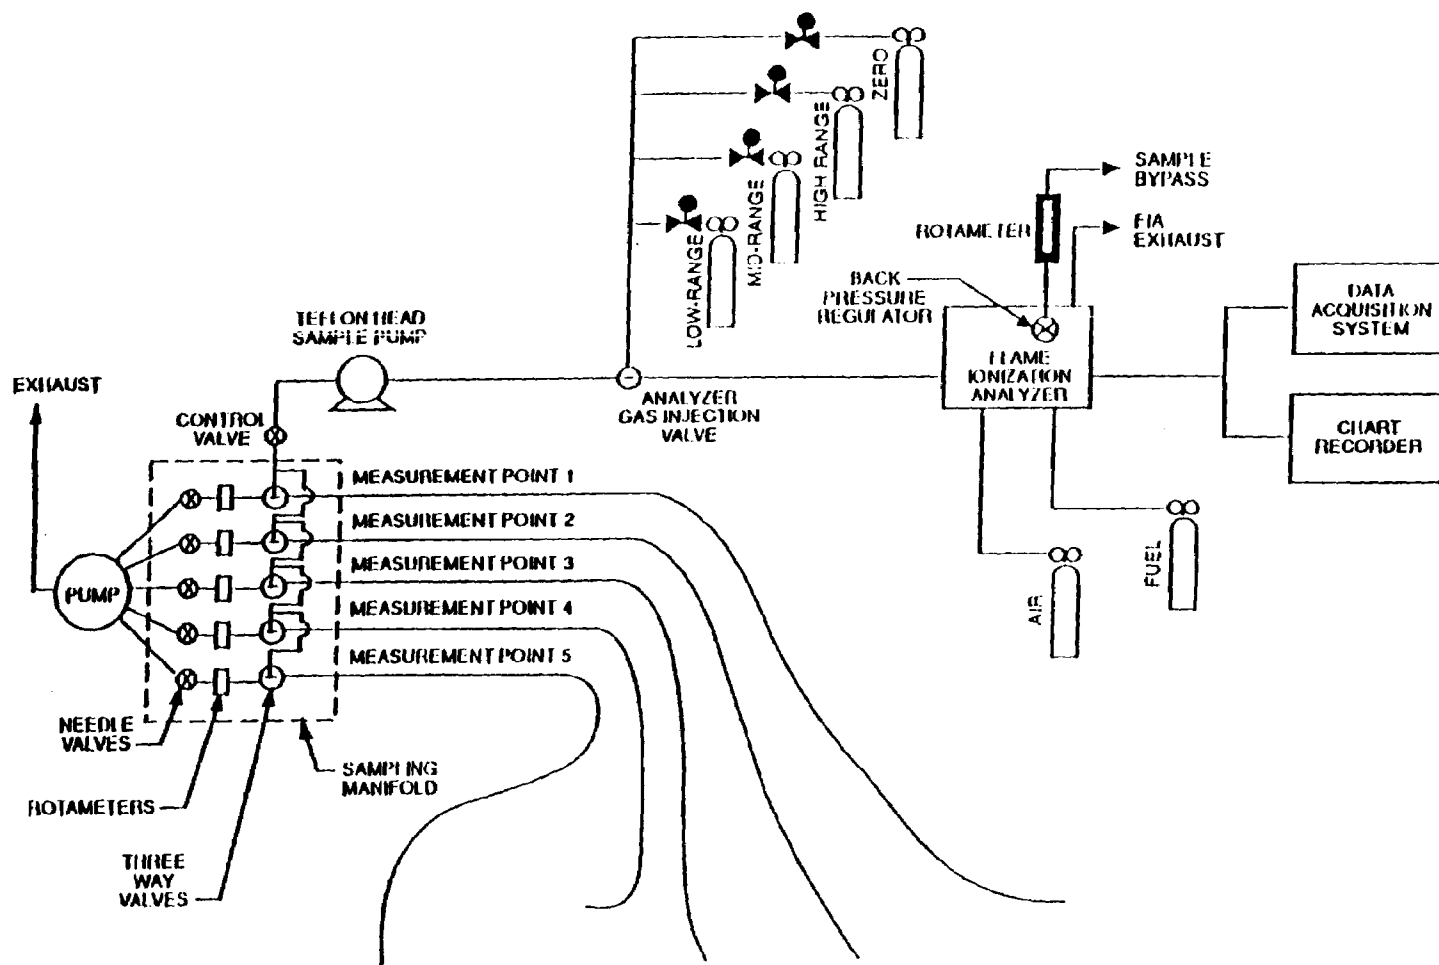 ZERO
HIGH RANGE
MID-RANGE
LOW-RANGE
SAMPLE
BYPASS
ROTAMETER
FIA
EXHAUST
BACK
PRESSURE
REGULATOR
DATA
ACQUISITION
SYSTEM
TEFLON HEAD
SAMPLE PUMP
FLAME
IONIZATION
ANALYZER
EXHAUST
ANALYZER
GAS INJECTION
VALVE
CONTROL
VALVE
CHART
RECORDER
MEASUREMENT POINT 1
MEASUREMENT POINT 2
MEASUREMENT POINT 3
MEASUREMENT POINT 4
MEASUREMENT POINT 5
PUMP
FUEL
AIR
NEEDLE
VALVES
SAMPLING
MANIFOLD
ROTAMETERS
THREE
WAY
VALVES